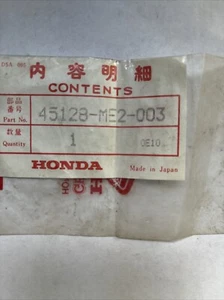 内容明細
CONTENTS
部品番号 Part No. 45128-ME2-003
数量 Quantity 1 0E10
HONDA Made in Japan